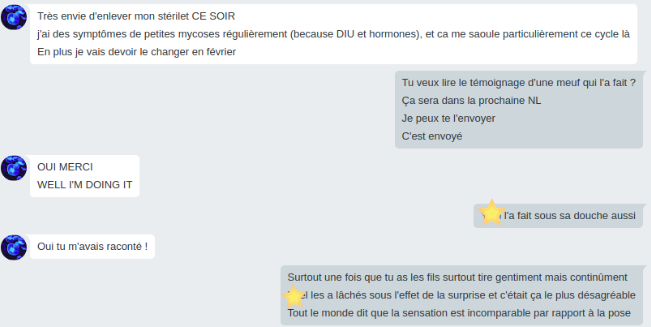 Très envie d'enlever mon stérilet CE SOIR
j'ai des symptômes de petites mycoses régulièrement (because DIU et hormones), et ca me saoule particulièrement ce cycle là
En plus je vais devoir le changer en février
Tu veux lire le témoignage d'une meuf qui l'a fait ?
Ça sera dans la prochaine NL
Je peux te l'envoyer
C'est envoyé
OUI MERCI
WELL I'M DOING IT
l'a fait sous sa douche aussi
Oui tu m'avais raconté !
Surtout une fois que tu as les fils surtout tire gentiment mais continûment
les a lâchés sous l'effet de la surprise et c'était ça le plus désagréable
Tout le monde dit que la sensation est incomparable par rapport à la pose